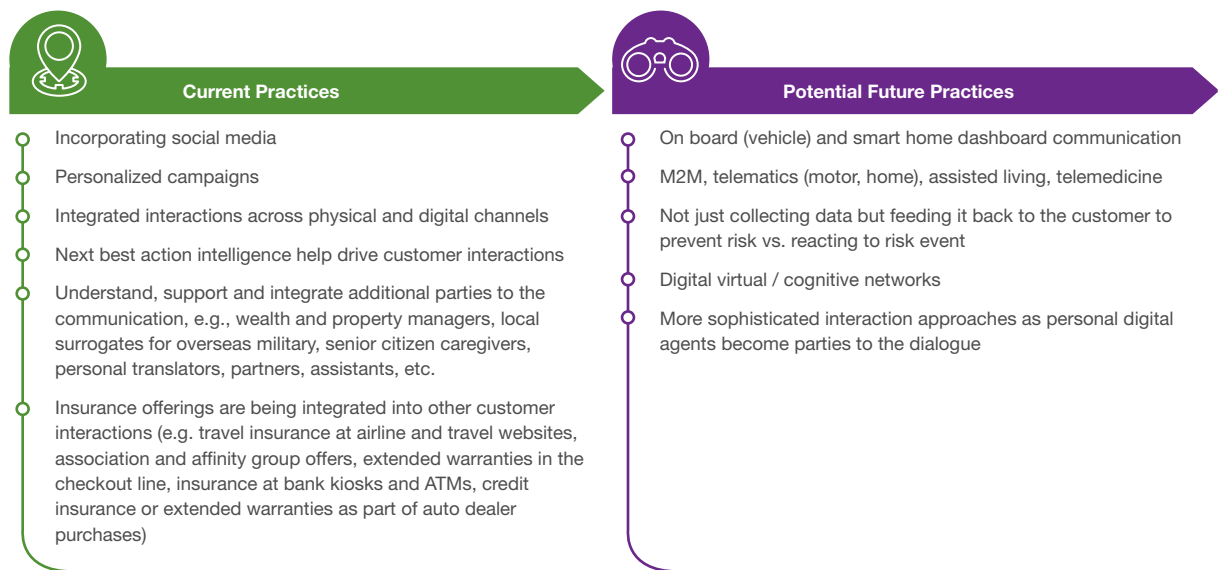 Current Practices
Incorporating social media
Personalized campaigns
Integrated interactions across physical and digital channels
Next best action intelligence help drive customer interactions
Understand, support and integrate additional parties to the
communication, e.g., wealth and property managers, local
surrogates for overseas military, senior citizen caregivers,
personal translators, partners, assistants, etc.
Insurance offerings are being integrated into other customer
interactions (e.g. travel insurance at airline and travel websites,
association and affinity group offers, extended warranties in the
checkout line, insurance at bank kiosks and ATMs, credit
insurance or extended warranties as part of auto dealer
purchases)
Potential Future Practices
On board (vehicle) and smart home dashboard communication
M2M, telematics (motor, home), assisted living, telemedicine
Not just collecting data but feeding it back to the customer to
prevent risk vs. reacting to risk event
Digital virtual / cognitive networks
More sophisticated interaction approaches as personal digital
agents become parties to the dialogue